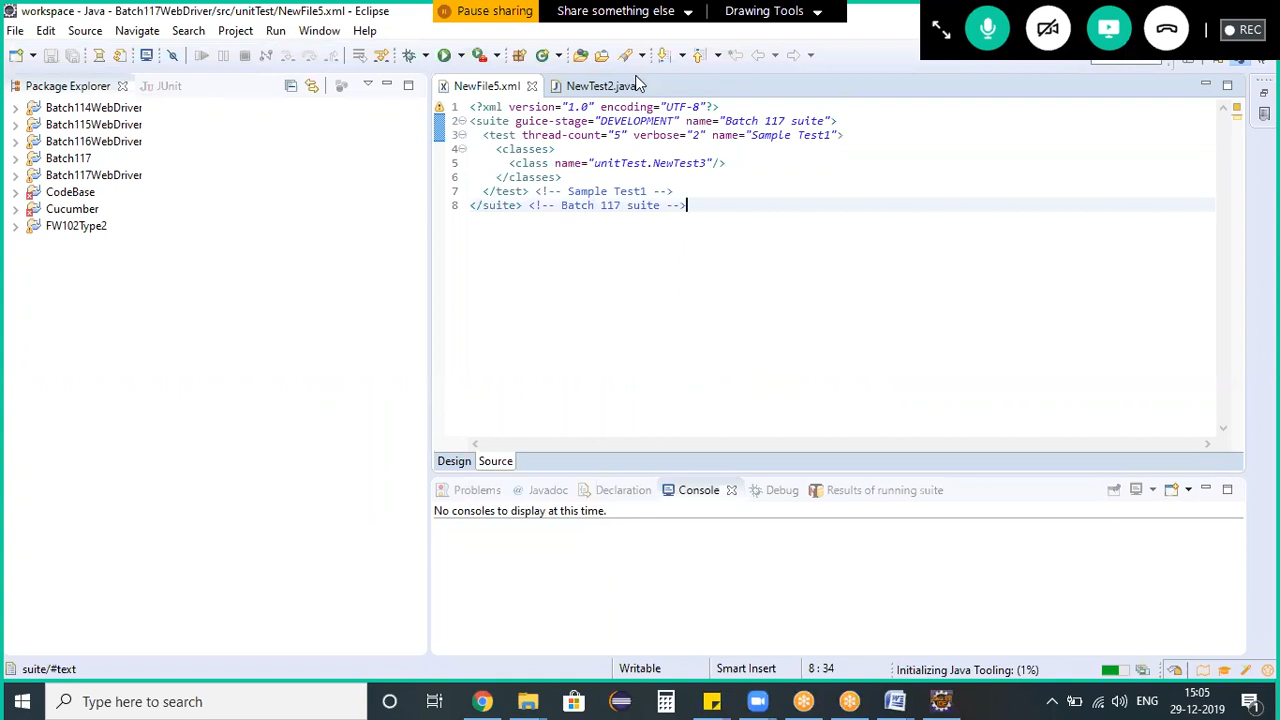 workspace - Java - Batch117WebDriver/src/unitTest/NewFile5.xml - Eclipse
Pause sharing
Share something else
Drawing Tools
REC
File Edit Source Navigate Search Project Run Window Help
Package Explorer
JUnit
Batch114WebDriver
Batch115WebDriver
Batch116WebDriver
Batch117
Batch117WebDriver
CodeBase
Cucumber
FW102Type2
NewFile5.xml
NewTest2.java
1 <?xml version="1.0" encoding="UTF-8"?>
2 <suite guice-stage="DEVELOPMENT" name="Batch 117 suite">
3 <test thread-count="5" verbose="2" name="Sample Test1">
4 <classes>
5 <class name="unitTest.NewTest3"/>
6 </classes>
7 </test> <!-- Sample Test1 -->
8 </suite> <!-- Batch 117 suite -->
Design Source
Problems Javadoc Declaration Console Debug Results of running suite
No consoles to display at this time.
suite/#text
Writable
Smart Insert
8 : 34
Initializing Java Tooling: (1%)
Type here to search
ENG
15:05
29-12-2019
1